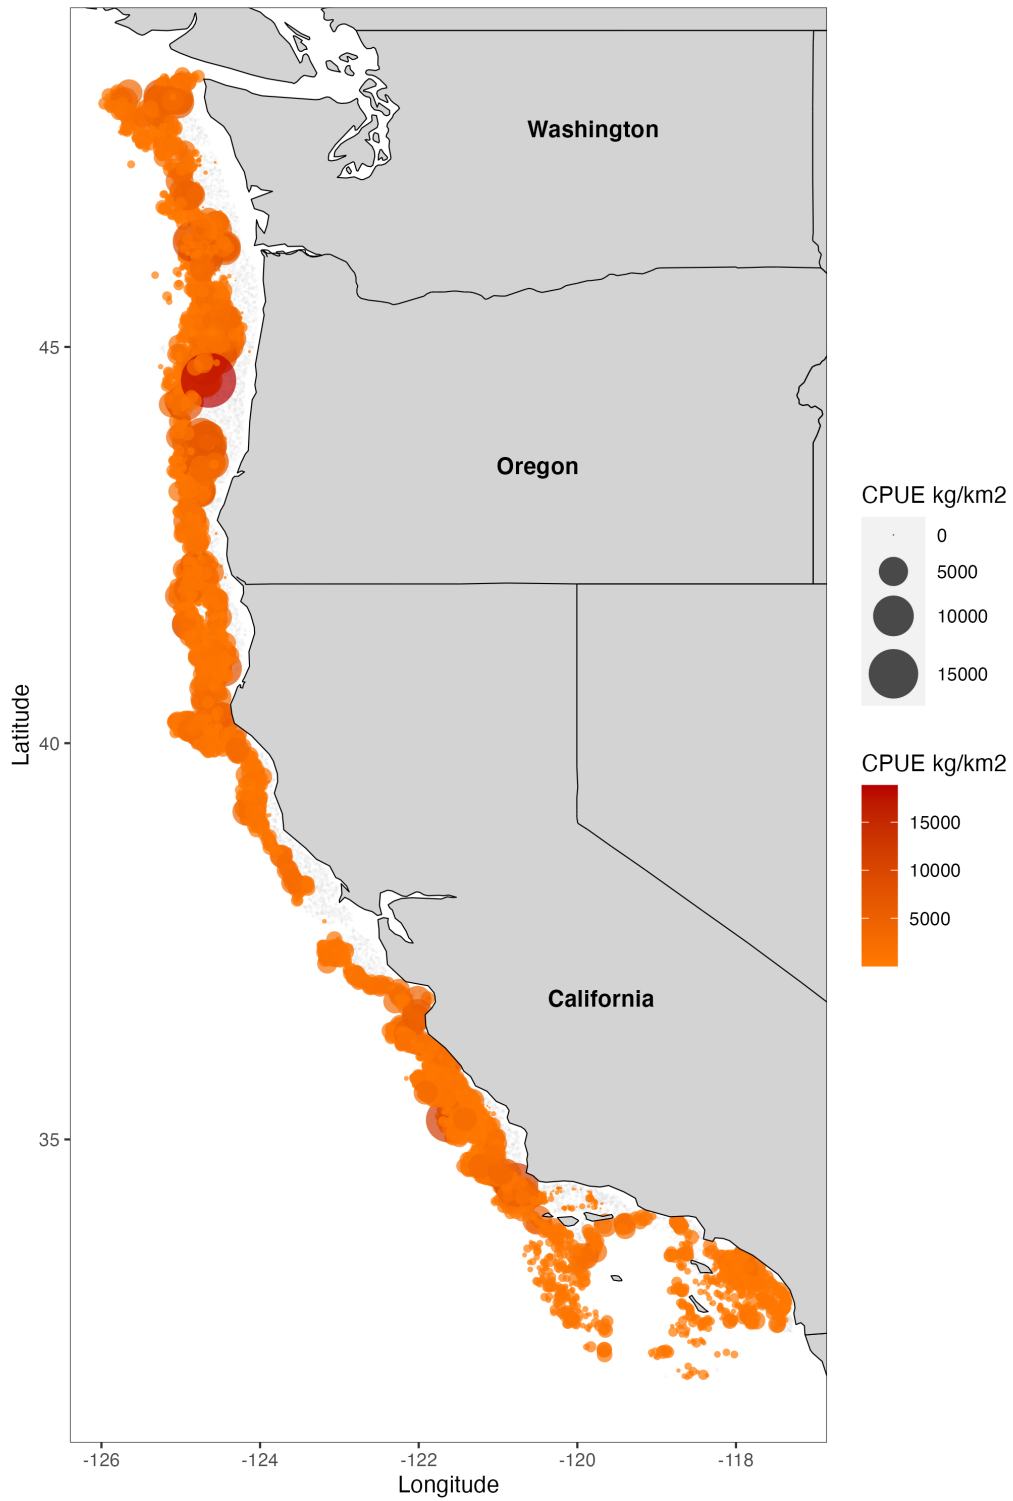 Washington
45
Oregon
CPUE kg/km2
0
5000
10000
15000
Latitude
40
CPUE kg/km2
15000
10000
5000
California
35
-126
-124
-122
-120
-118
Longitude